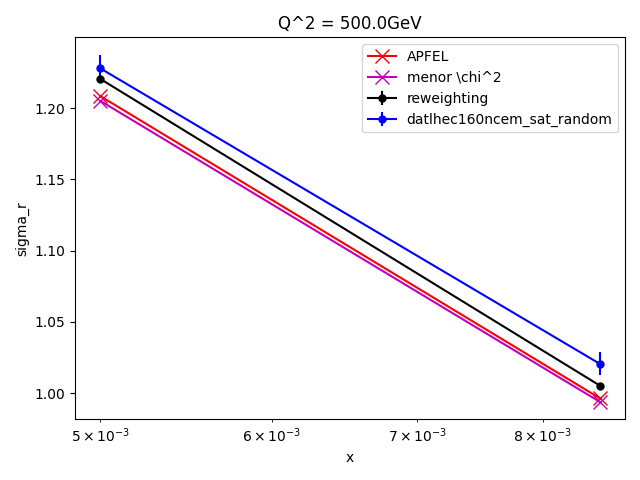 Q^2 = 500.0GeV
APFEL
menor \chi^2
reweighting
datlhec160ncem_sat_random
sigma_r
1.20
1.15
1.10
1.05
1.00
5 × 10⁻³
6 × 10⁻³
7 × 10⁻³
8 × 10⁻³
x